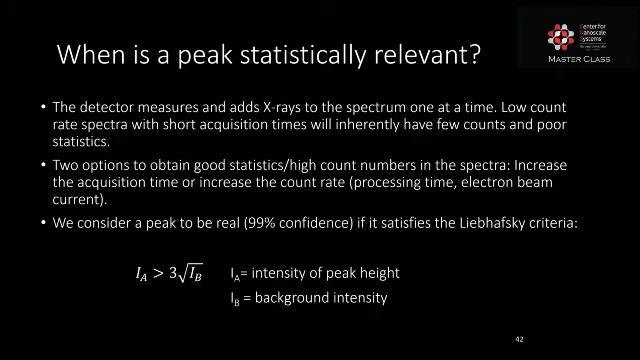 When is a peak statistically relevant?
Center for
Nanoscale
Systems
MASTER CLASS
• The detector measures and adds X-rays to the spectrum one at a time. Low count
rate spectra with short acquisition times will inherently have few counts and poor
statistics.
• Two options to obtain good statistics/high count numbers in the spectra: Increase
the acquisition time or increase the count rate (processing time, electron beam
current).
• We consider a peak to be real (99% confidence) if it satisfies the Liebhafsky criteria:
I_A > 3√I_B
I_A= intensity of peak height
I_B = background intensity
42